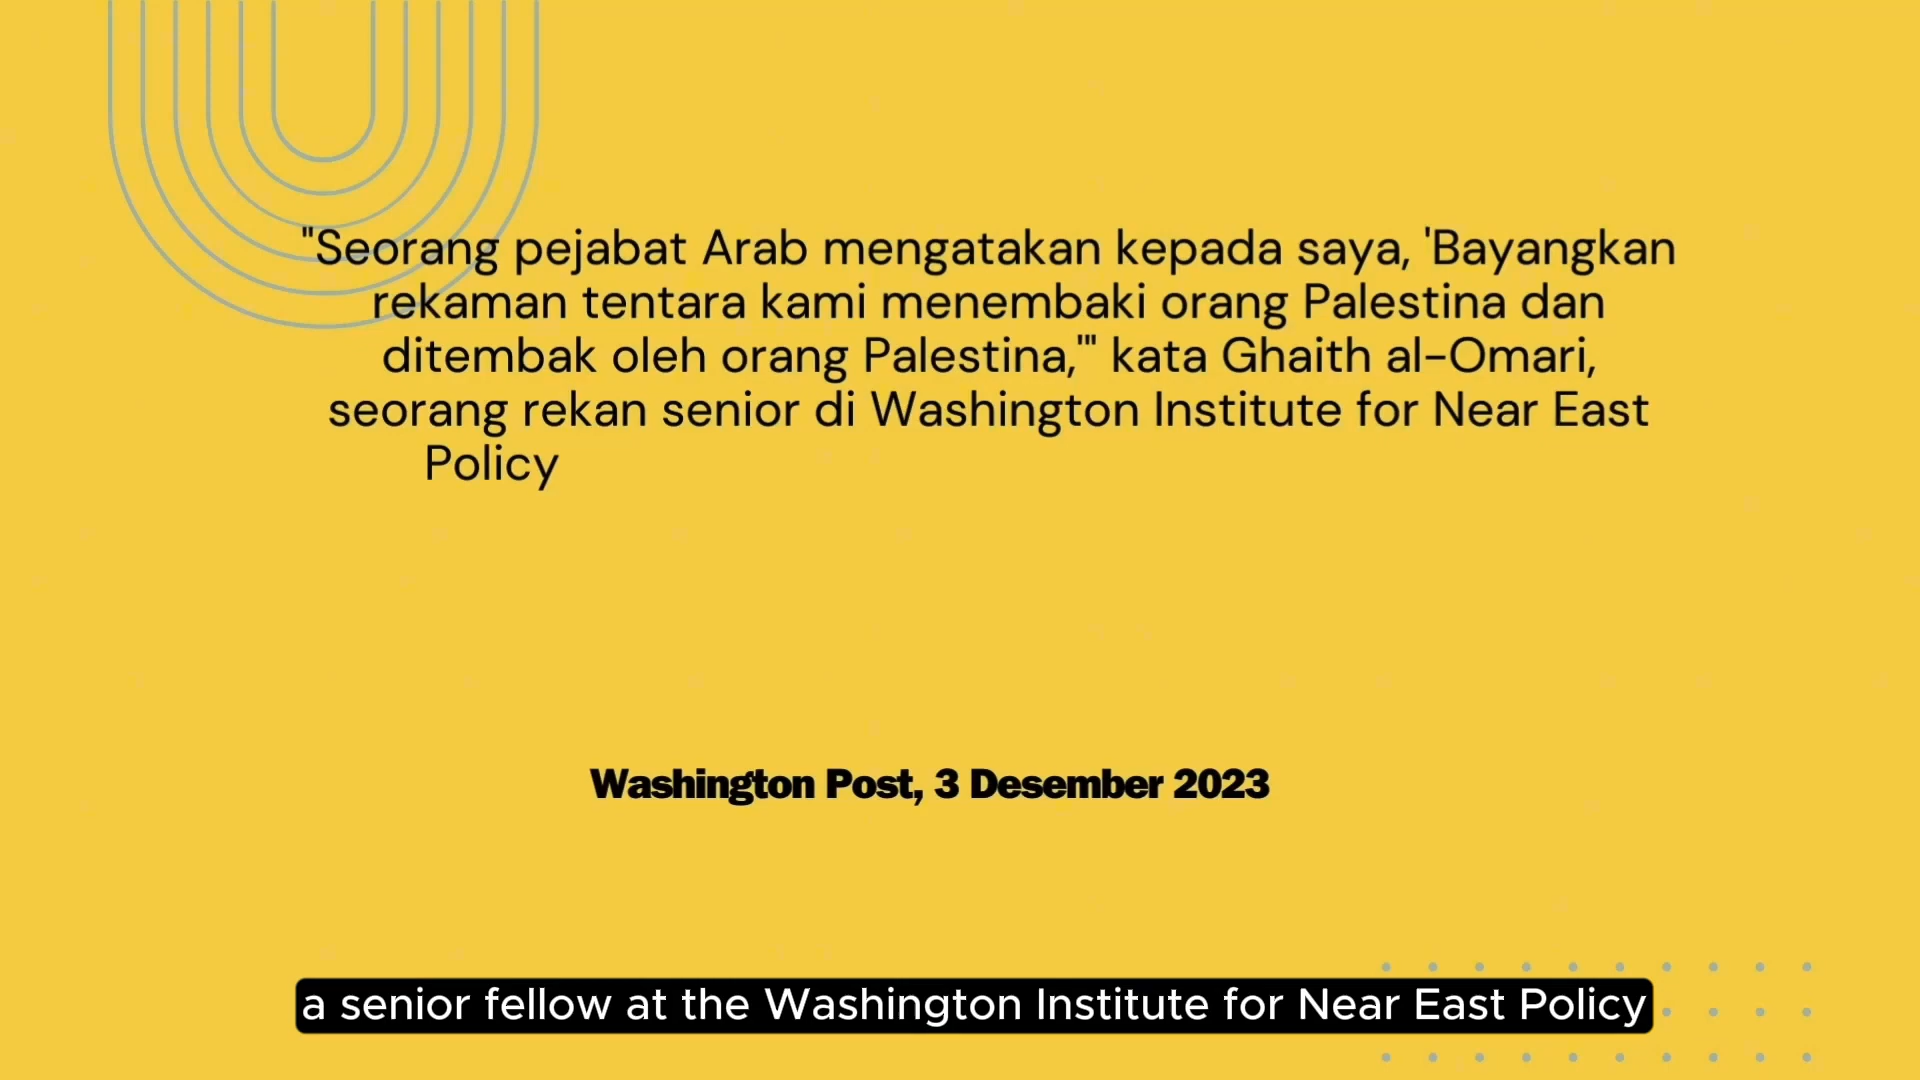 "Seorang pejabat Arab mengatakan kepada saya, 'Bayangkan
rekaman tentara kami menembaki orang Palestina dan
ditembak oleh orang Palestina,'" kata Ghaith al-Omari,
seorang rekan senior di Washington Institute for Near East
Policy
Washington Post, 3 Desember 2023
a senior fellow at the Washington Institute for Near East Policy